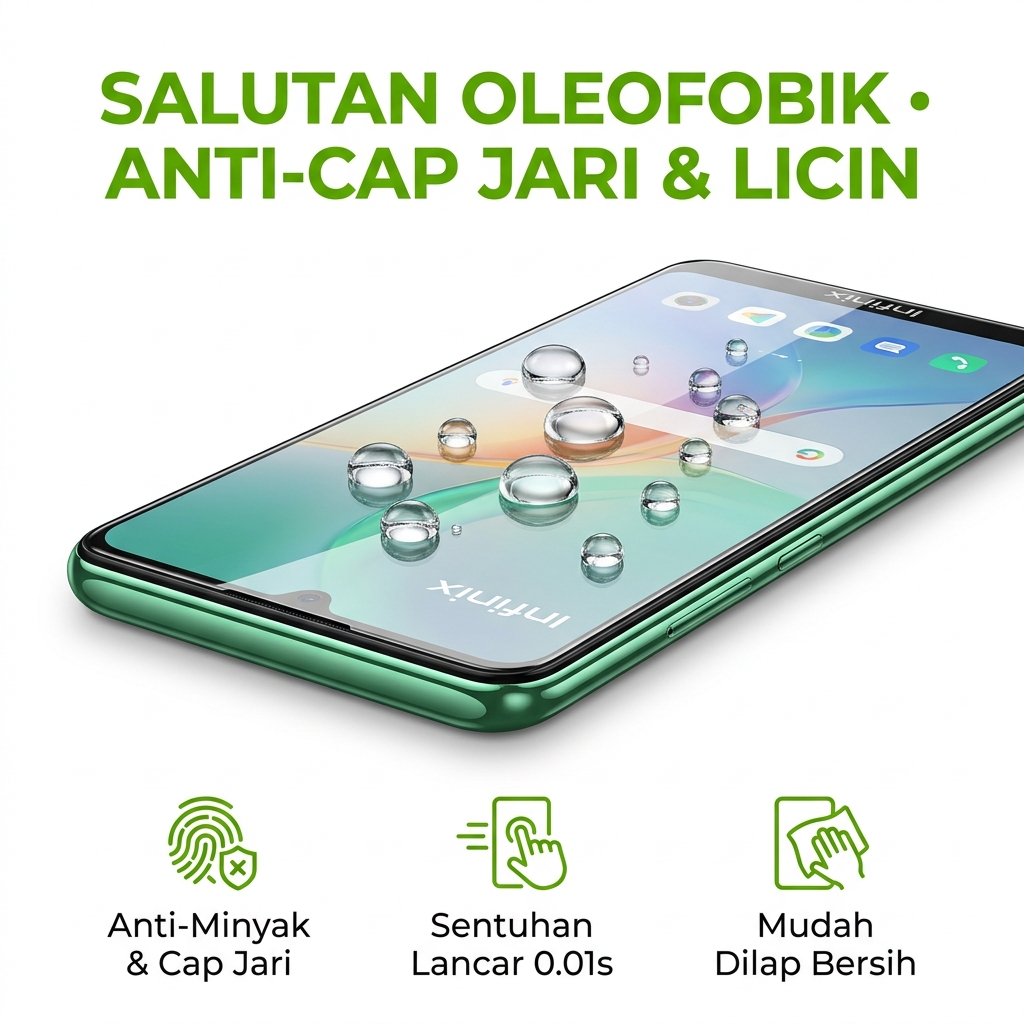 SALUTAN OLEOFOBIK •
ANTI-CAP JARI & LICIN
Infinix
Infinix
Anti-Minyak
& Cap Jari
Sentuhan
Lancar 0.01s
Mudah
Dilap Bersih